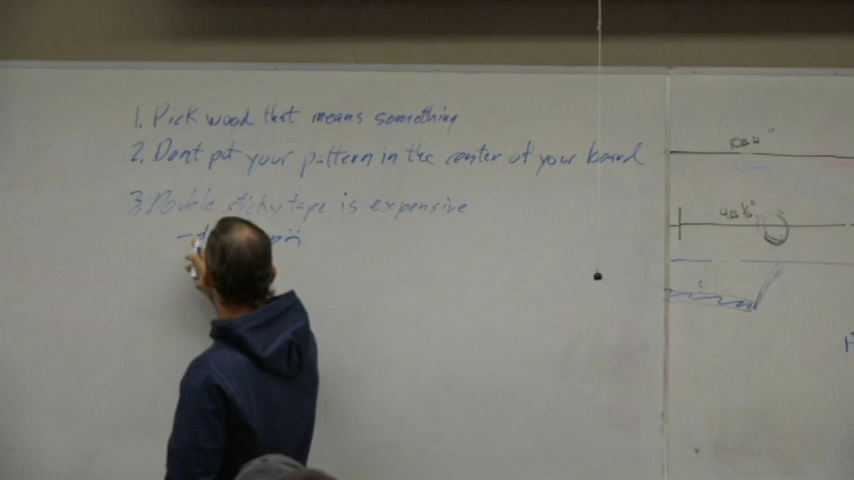 1. Pick wood that means something
2. Dont put your pattern in the center of your board
3. Double sticky tape is expensive